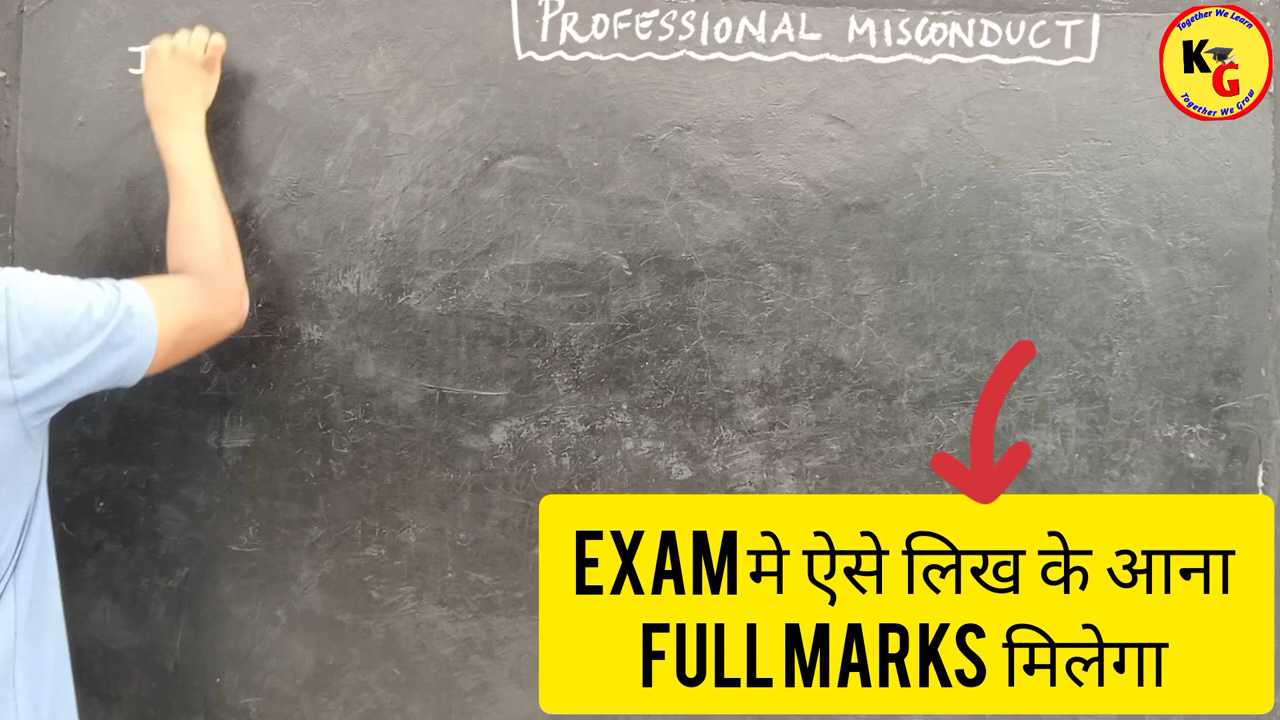 PROFESSIONAL MISCONDUCT
J
Together We Learn
KG
Together We Grow
EXAM मे ऐसे लिख के आना
FULL MARKS मिलेगा